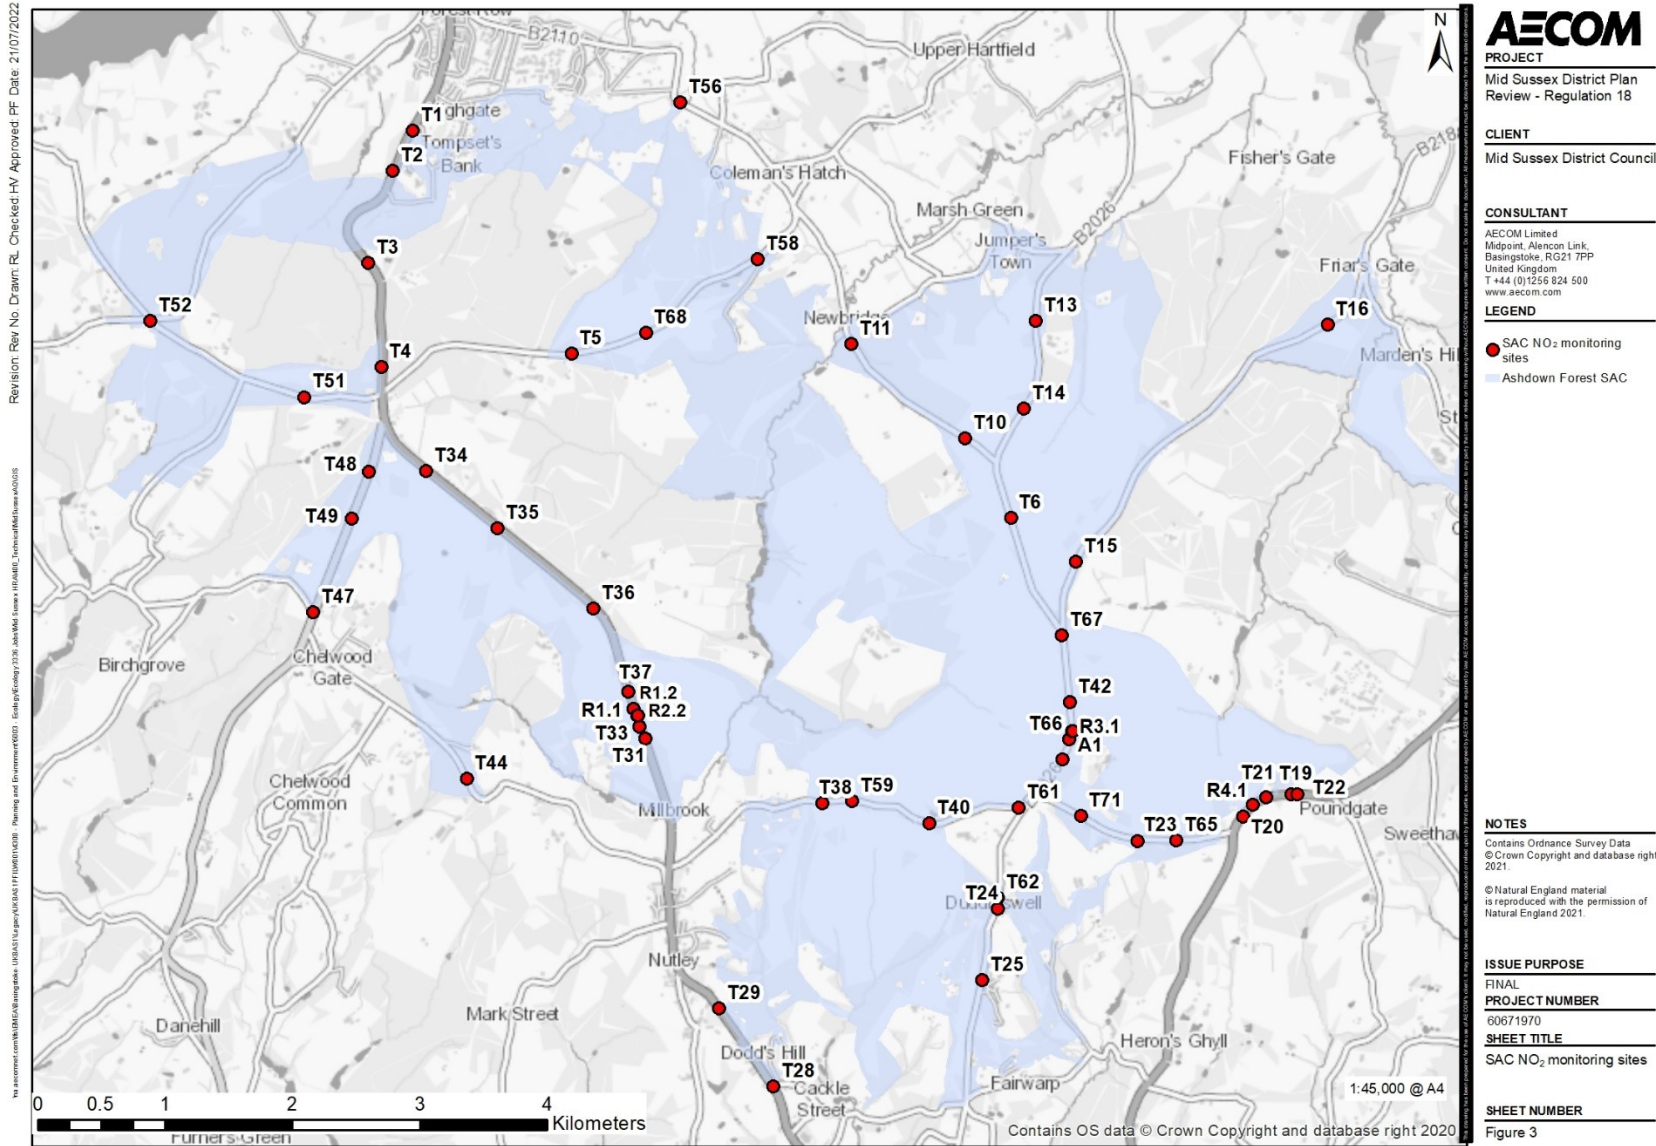 Revision: Rev No. Drawn: RL Checked: HV Approved: PF Date: 21/07/2022
Forest Row
B2110
Upper Hartfield
N
T56
T1
Tompset's
Bank
T2
Coleman's Hatch
Fisher's Gate
Marsh Green
Jumper's
Town
B2026
T58
T3
Friar's Gate
T52
T68
Newbridge
T11
T13
T16
T5
T4
T51
T14
T10
T48
T34
T49
T35
T6
T15
T47
T36
T67
Birchgrove
Chelwood
Gate
T37
R1.2
R1.1
R2.2
T33
T31
T42
T66
R3.1
A1
T44
Chelwood
Common
Millbrook
T38
T59
T40
T61
T71
T23
T65
R4.1
T21
T19
T22
T20
Poundgate
T24
T62
T25
Nutley
T29
Mark Street
Danehill
Dodd's Hill
T28
Cackle
Street
Fairwarp
Heron's Ghyll
1:45,000 @ A4
0 0.5 1 2 3 4
Kilometers
Furners Green
Contains OS data © Crown Copyright and database right 2020
AECOM
PROJECT
Mid Sussex District Plan
Review - Regulation 18
CLIENT
Mid Sussex District Council
CONSULTANT
AECOM Limited
Midpoint, Alencon Link,
Basingstoke, RG21 7PP
United Kingdom
T +44 (0)1256 824 500
www.aecom.com
LEGEND
SAC NO₂ monitoring
sites
Ashdown Forest SAC
NOTES
Contains Ordnance Survey Data
© Crown Copyright and database right
2021.
© Natural England material
is reproduced with the permission of
Natural England 2021.
ISSUE PURPOSE
FINAL
PROJECT NUMBER
60671970
SHEET TITLE
SAC NO₂ monitoring sites
SHEET NUMBER
Figure 3